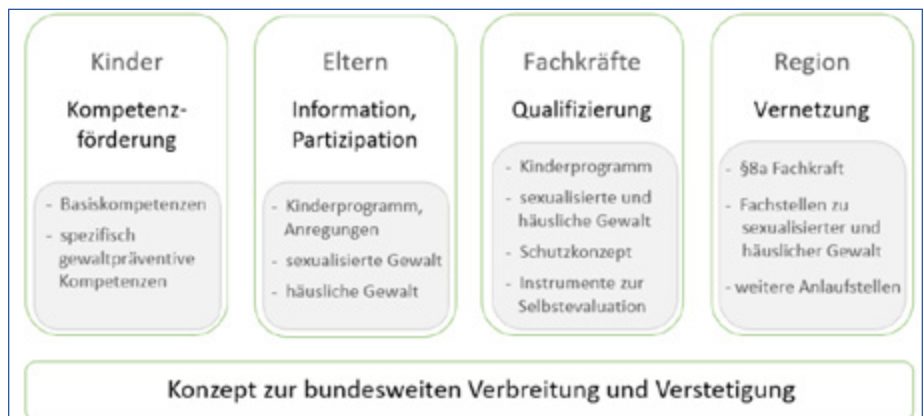 Kinder
Kompetenz-
förderung
- Basiskompetenzen
- spezifisch
gewaltpräventive
Kompetenzen
Eltern
Information,
Partizipation
- Kinderprogramm,
Anregungen
- sexualisierte Gewalt
- häusliche Gewalt
Fachkräfte
Qualifizierung
- Kinderprogramm
- sexualisierte und
häusliche Gewalt
- Schutzkonzept
- Instrumente zur
Selbstevaluation
Region
Vernetzung
- §8a Fachkraft
- Fachstellen zu
sexualisierter und
häuslicher Gewalt
- weitere Anlaufstellen
Konzept zur bundesweiten Verbreitung und Verstetigung